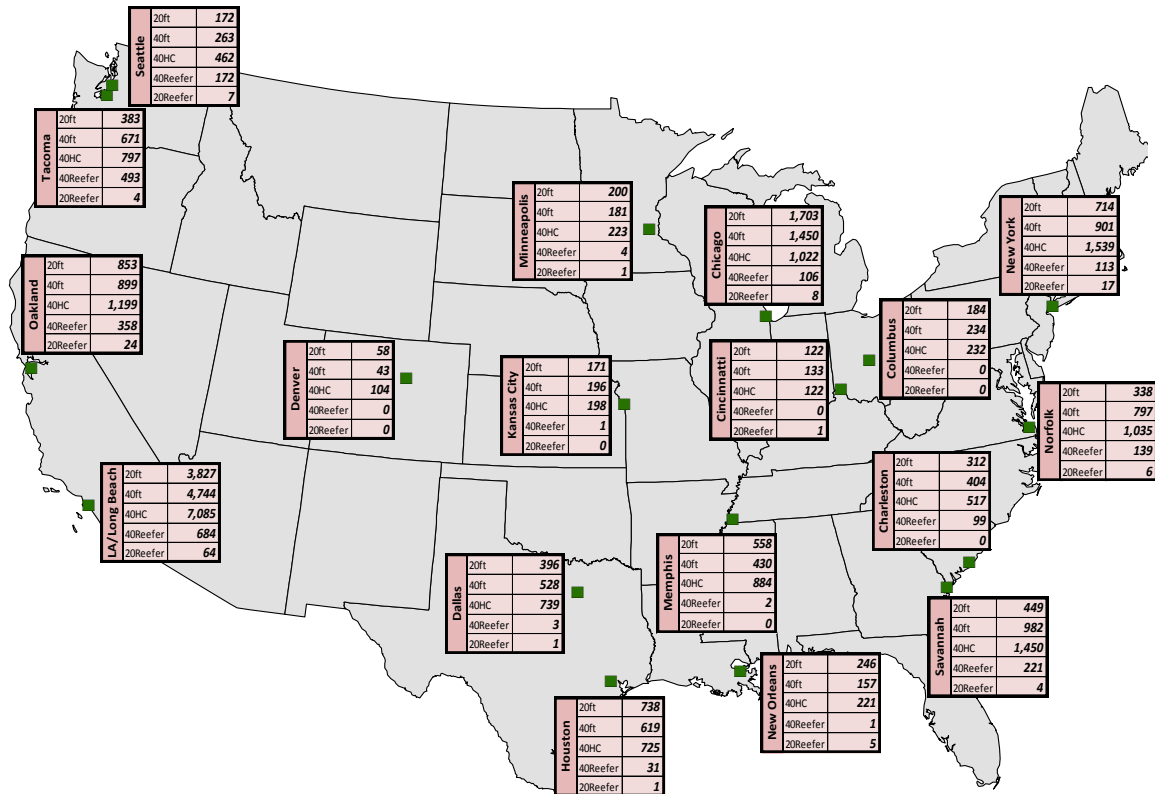 Seattle
20ft 172
40ft 263
40HC 462
40Reefer 172
20Reefer 7
Tacoma
20ft 383
40ft 671
40HC 797
40Reefer 493
20Reefer 4
Minneapolis
20ft 200
40ft 181
40HC 223
40Reefer 4
20Reefer 1
Chicago
20ft 1,703
40ft 1,450
40HC 1,022
40Reefer 106
20Reefer 8
New York
20ft 714
40ft 901
40HC 1,539
40Reefer 113
20Reefer 17
Oakland
20ft 853
40ft 899
40HC 1,199
40Reefer 358
20Reefer 24
Denver
20ft 58
40ft 43
40HC 104
40Reefer 0
20Reefer 0
Kansas City
20ft 171
40ft 196
40HC 198
40Reefer 1
20Reefer 0
Cincinnatti
20ft 122
40ft 133
40HC 122
40Reefer 0
20Reefer 1
Columbus
20ft 184
40ft 234
40HC 232
40Reefer 0
20Reefer 0
Norfolk
20ft 338
40ft 797
40HC 1,035
40Reefer 139
20Reefer 6
LA/Long Beach
20ft 3,827
40ft 4,744
40HC 7,085
40Reefer 684
20Reefer 64
Charleston
20ft 312
40ft 404
40HC 517
40Reefer 99
20Reefer 0
Dallas
20ft 396
40ft 528
40HC 739
40Reefer 3
20Reefer 1
Memphis
20ft 558
40ft 430
40HC 884
40Reefer 2
20Reefer 0
Savannah
20ft 449
40ft 982
40HC 1,450
40Reefer 221
20Reefer 4
New Orleans
20ft 246
40ft 157
40HC 221
40Reefer 1
20Reefer 5
Houston
20ft 738
40ft 619
40HC 725
40Reefer 31
20Reefer 1